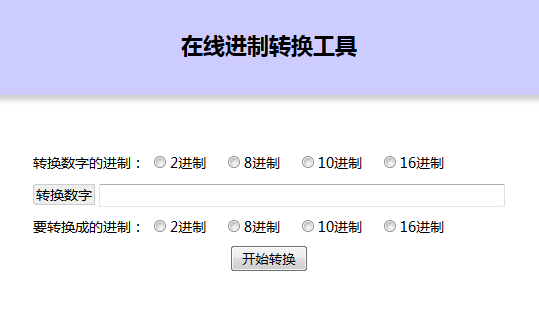 在线进制转换工具
转换数字的进制： 2进制 8进制 10进制 16进制
转换数字
要转换成的进制： 2进制 8进制 10进制 16进制
开始转换